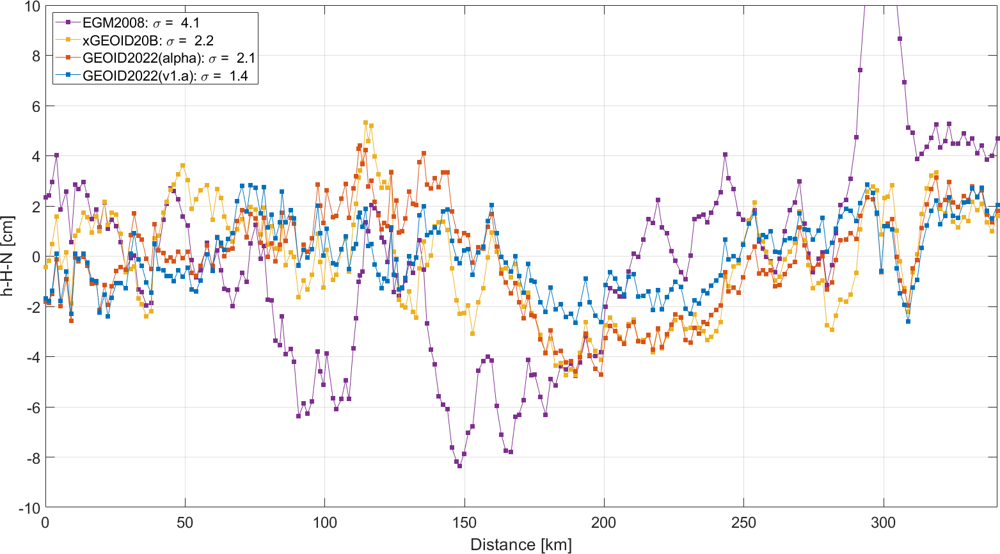 EGM2008: σ = 4.1
xGEOID20B: σ = 2.2
GEOID2022(alpha): σ = 2.1
GEOID2022(v1.a): σ = 1.4
10
8
6
4
2
0
-2
-4
-6
-8
-10
h-H-N [cm]
0 50 100 150 200 250 300
Distance [km]